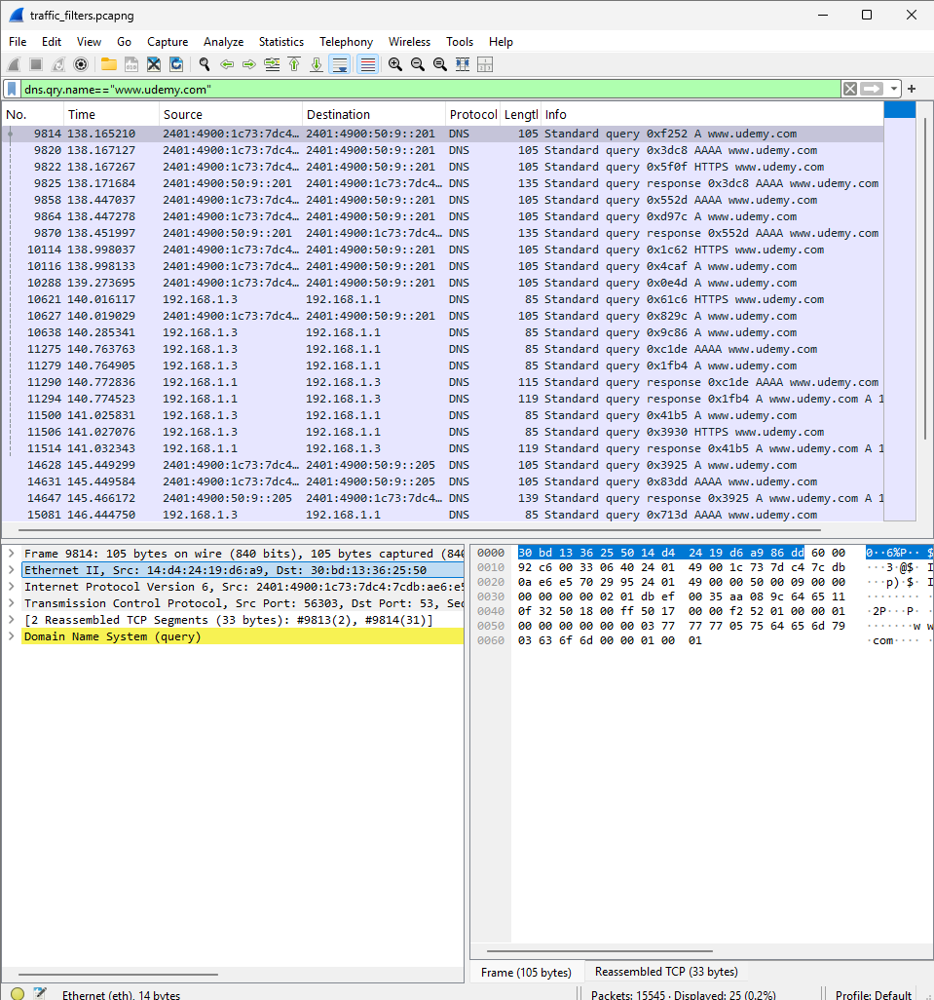 traffic_filters.pcapng
File Edit View Go Capture Analyze Statistics Telephony Wireless Tools Help
dns.qry.name=="www.udemy.com"
No. Time Source Destination Protocol Lengtl Info
9814 138.165210 2401:4900:1c73:7dc4… 2401:4900:50:9::201 DNS 105 Standard query 0xf252 A www.udemy.com
9820 138.167127 2401:4900:1c73:7dc4… 2401:4900:50:9::201 DNS 105 Standard query 0x3dc8 AAAA www.udemy.com
9822 138.167267 2401:4900:1c73:7dc4… 2401:4900:50:9::201 DNS 105 Standard query 0x5f0f HTTPS www.udemy.com
9825 138.171684 2401:4900:50:9::201 2401:4900:1c73:7dc4… DNS 135 Standard query response 0x3dc8 AAAA www.udemy.com
9858 138.447037 2401:4900:1c73:7dc4… 2401:4900:50:9::201 DNS 105 Standard query 0x552d AAAA www.udemy.com
9864 138.447278 2401:4900:1c73:7dc4… 2401:4900:50:9::201 DNS 105 Standard query 0xd97c A www.udemy.com
9870 138.451997 2401:4900:50:9::201 2401:4900:1c73:7dc4… DNS 135 Standard query response 0x552d AAAA www.udemy.com
10114 138.998037 2401:4900:1c73:7dc4… 2401:4900:50:9::201 DNS 105 Standard query 0x1c62 HTTPS www.udemy.com
10116 138.998133 2401:4900:1c73:7dc4… 2401:4900:50:9::201 DNS 105 Standard query 0x4caf A www.udemy.com
10288 139.273695 2401:4900:1c73:7dc4… 2401:4900:50:9::201 DNS 105 Standard query 0x0e4d A www.udemy.com
10621 140.016117 192.168.1.3 192.168.1.1 DNS 85 Standard query 0x61c6 HTTPS www.udemy.com
10627 140.019029 2401:4900:1c73:7dc4… 2401:4900:50:9::201 DNS 105 Standard query 0x829c A www.udemy.com
10638 140.285341 192.168.1.3 192.168.1.1 DNS 85 Standard query 0x9c86 A www.udemy.com
11275 140.763763 192.168.1.3 192.168.1.1 DNS 85 Standard query 0xc1de AAAA www.udemy.com
11279 140.764905 192.168.1.3 192.168.1.1 DNS 85 Standard query 0x1fb4 A www.udemy.com
11290 140.772836 192.168.1.1 192.168.1.3 DNS 115 Standard query response 0xc1de AAAA www.udemy.com
11294 140.774523 192.168.1.1 192.168.1.3 DNS 119 Standard query response 0x1fb4 A www.udemy.com A 1
11500 141.025831 192.168.1.3 192.168.1.1 DNS 85 Standard query 0x41b5 A www.udemy.com
11506 141.027076 192.168.1.3 192.168.1.1 DNS 85 Standard query 0x3930 HTTPS www.udemy.com
11514 141.032343 192.168.1.1 192.168.1.3 DNS 119 Standard query response 0x41b5 A www.udemy.com A 1
14628 145.449299 2401:4900:1c73:7dc4… 2401:4900:50:9::205 DNS 105 Standard query 0x3925 A www.udemy.com
14631 145.449584 2401:4900:1c73:7dc4… 2401:4900:50:9::205 DNS 105 Standard query 0x83dd AAAA www.udemy.com
14647 145.466172 2401:4900:50:9::205 2401:4900:1c73:7dc4… DNS 139 Standard query response 0x3925 A www.udemy.com A 1
15081 146.444750 192.168.1.3 192.168.1.1 DNS 85 Standard query 0x713d AAAA www.udemy.com
Frame 9814: 105 bytes on wire (840 bits), 105 bytes captured (840
Ethernet II, Src: 14:d4:24:19:d6:a9, Dst: 30:bd:13:36:25:50
Internet Protocol Version 6, Src: 2401:4900:1c73:7dc4:7cdb:ae6:e5
Transmission Control Protocol, Src Port: 56303, Dst Port: 53, Sec
[2 Reassembled TCP Segments (33 bytes): #9813(2), #9814(31)]
Domain Name System (query)
0000 30 bd 13 36 25 50 14 d4 24 19 d6 a9 86 dd 60 00 0··6%P·· $
0010 92 c6 00 33 06 40 24 01 49 00 1c 73 7d c4 7c db ···3·@$· I
0020 0a e6 e5 70 29 95 24 01 49 00 00 50 00 09 00 00 ···p)·$· I
0030 00 00 00 00 02 01 db ef 00 35 aa 08 9c 64 65 11
0040 0f 32 50 18 00 ff 50 17 00 00 f2 52 01 00 00 01 ·2P···P·
0050 00 00 00 00 00 00 03 77 77 77 05 75 64 65 6d 79 ·······w w
0060 03 63 6f 6d 00 00 01 00 01 ·com····
Frame (105 bytes) Reassembled TCP (33 bytes)
Ethernet (eth), 14 bytes Packets: 15545 · Displayed: 25 (0.2%) Profile: Default